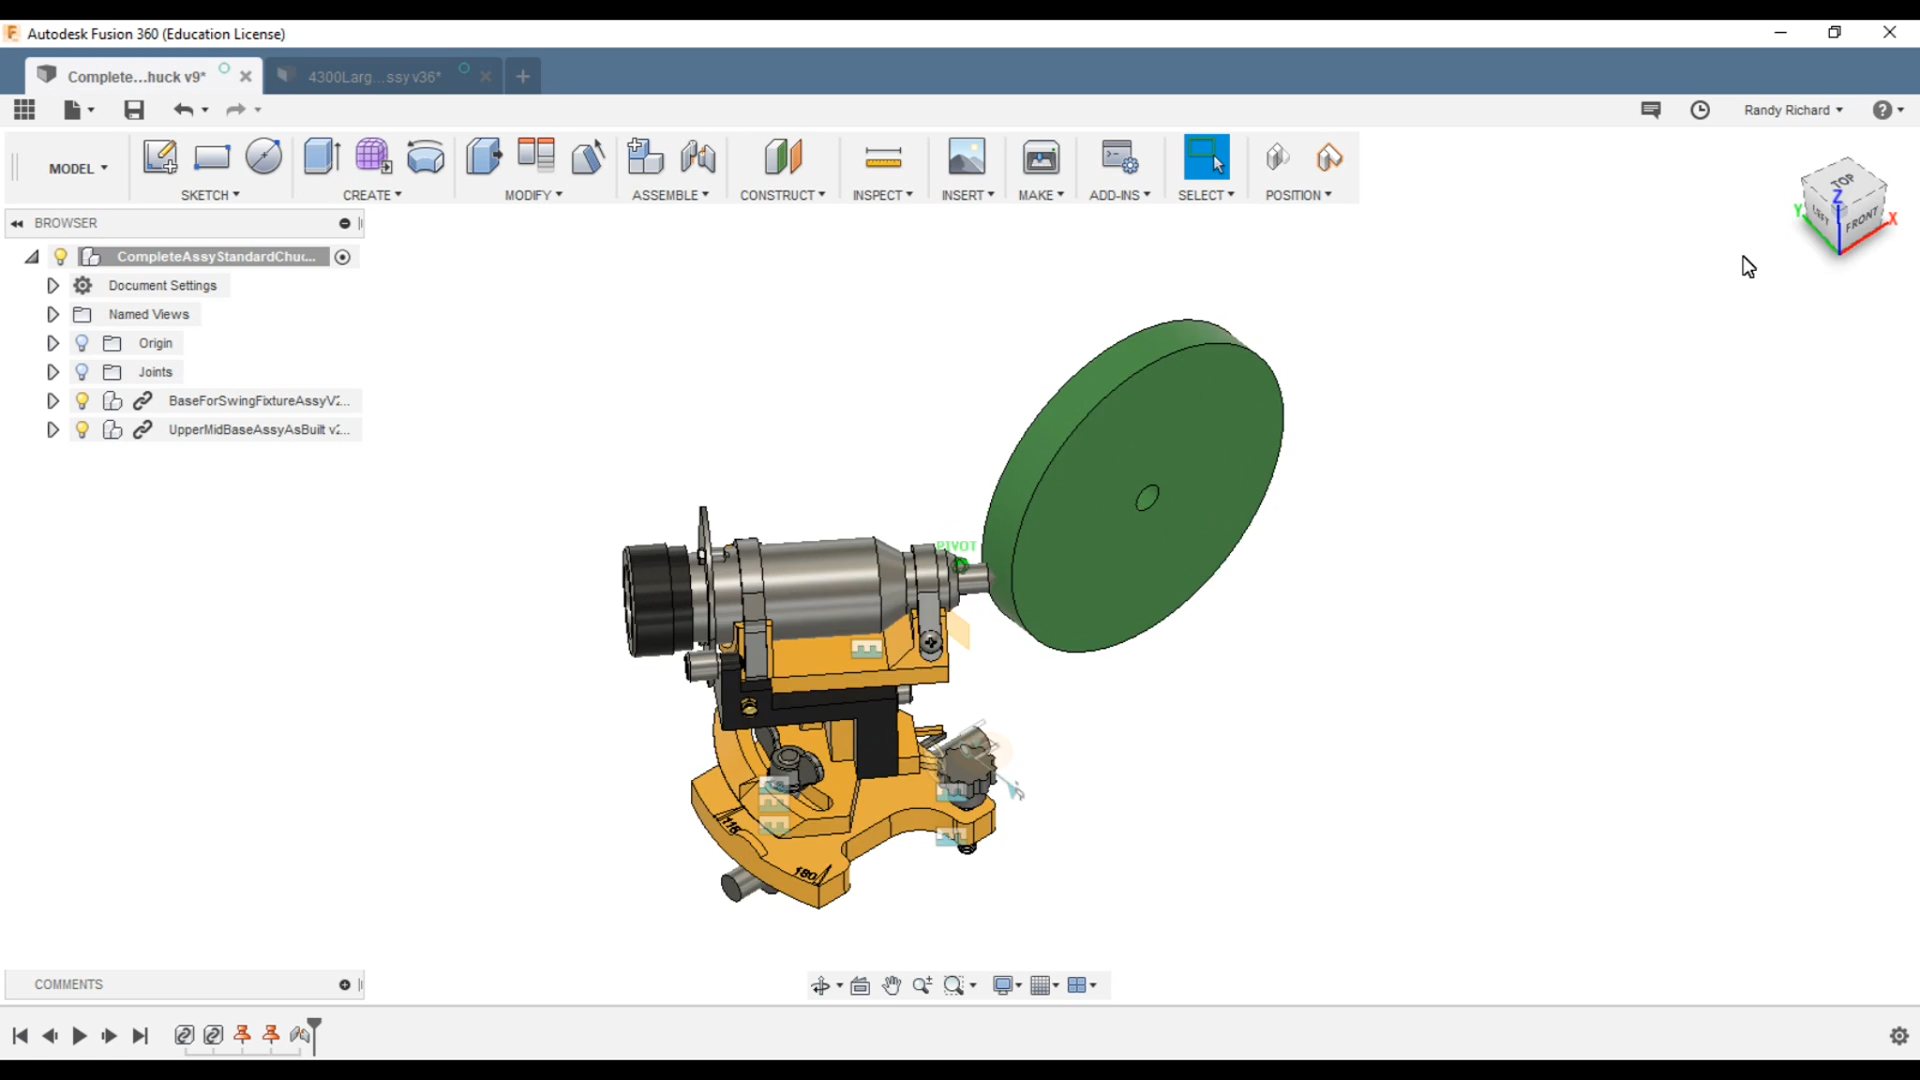 Autodesk Fusion 360 (Education License)
Complete...huck v9*
4300Larg...ssy v36*
Randy Richard
MODEL
SKETCH
CREATE
MODIFY
ASSEMBLE
CONSTRUCT
INSPECT
INSERT
MAKE
ADD-INS
SELECT
POSITION
TOP
LEFT
FRONT
Z
Y
X
BROWSER
CompleteAssyStandardChuc...
Document Settings
Named Views
Origin
Joints
BaseForSwingFixtureAssyV2...
UpperMidBaseAssyAsBuilt v2...
PIVOT
118
180
COMMENTS